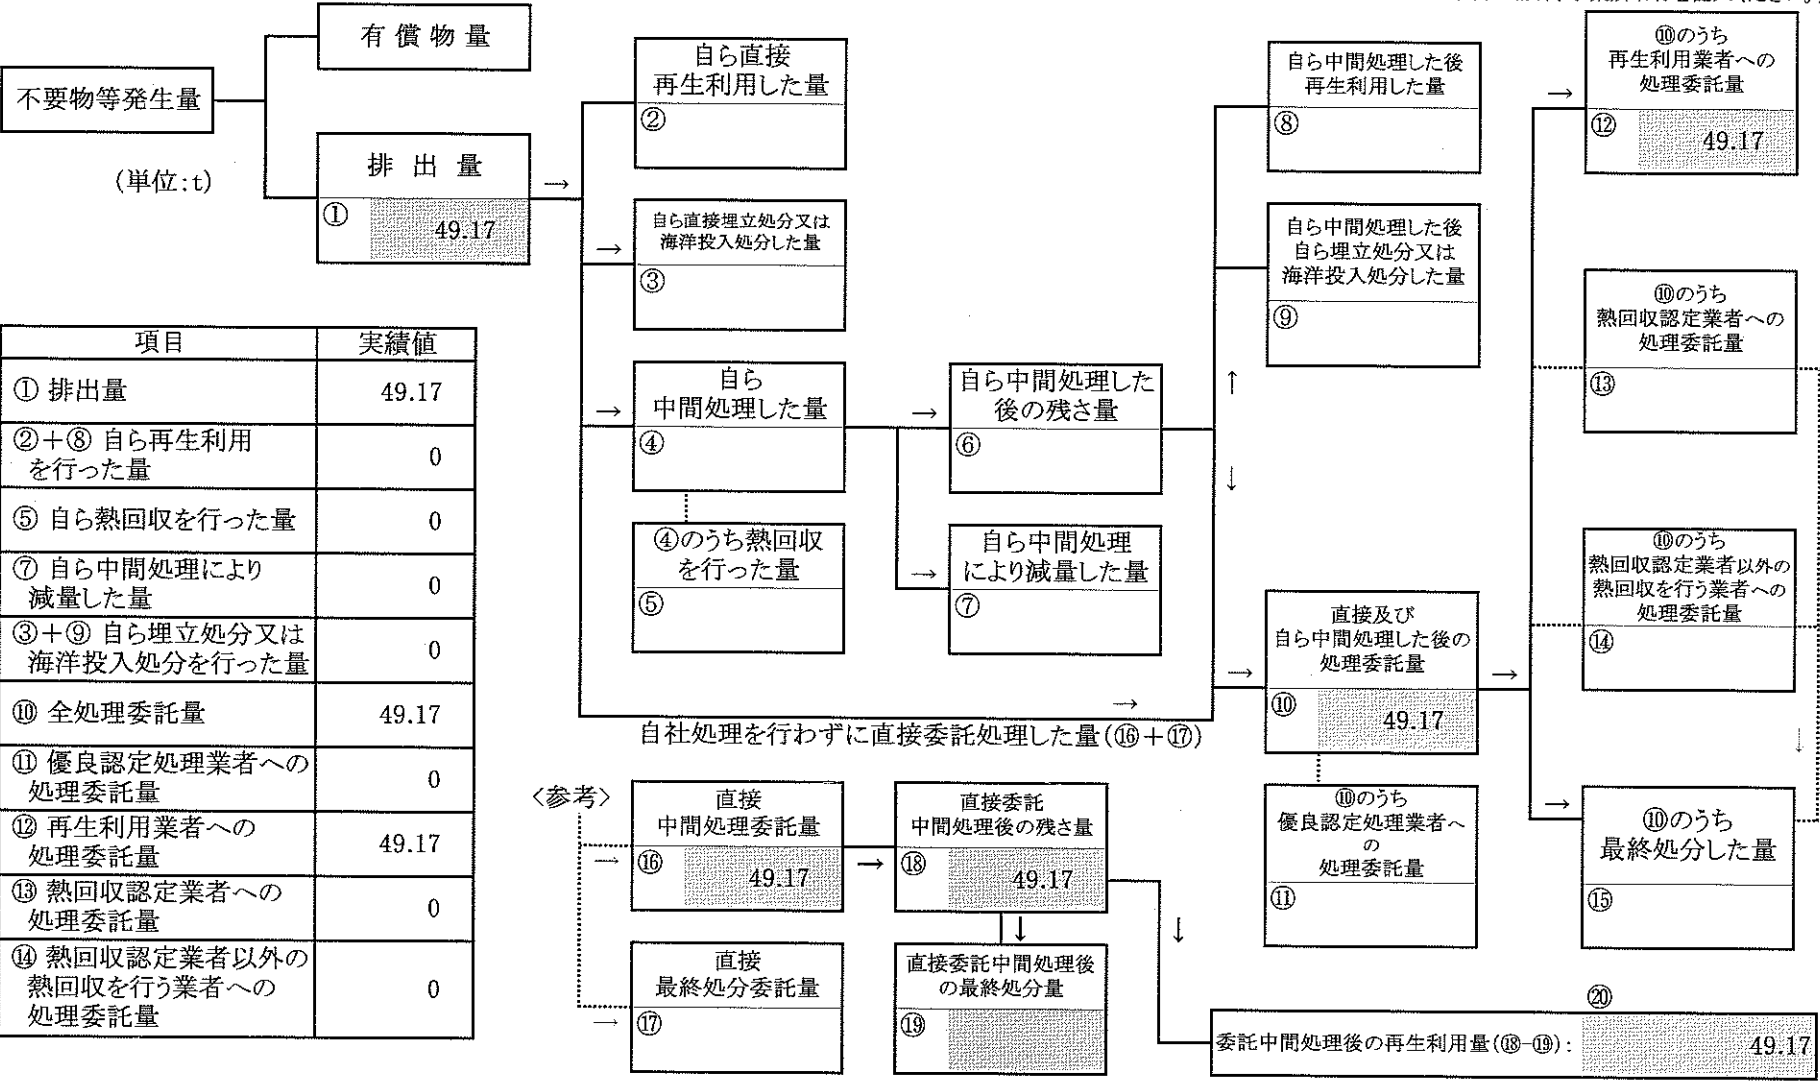 不要物等発生量
(単位:t)
有償物量
排出量
①
49.17
自ら直接
再生利用した量
②
自ら直接埋立処分又は
海洋投入処分した量
③
自ら
中間処理した量
④
④のうち熱回収
を行った量
⑤
自ら中間処理した
後の残さ量
⑥
自ら中間処理
により減量した量
⑦
自ら中間処理した後
再生利用した量
⑧
自ら中間処理した後
自ら埋立処分又は
海洋投入処分した量
⑨
直接及び
自ら中間処理した後の
処理委託量
⑩
49.17
⑩のうち
優良認定処理業者へ
の
処理委託量
⑪
⑩のうち
再生利用業者への
処理委託量
⑫
49.17
⑩のうち
熱回収認定業者への
処理委託量
⑬
⑩のうち
熱回収認定業者以外の
熱回収を行う業者への
処理委託量
⑭
⑩のうち
最終処分した量
⑮
自社処理を行わずに直接委託処理した量(⑯+⑰)
〈参考〉
直接
中間処理委託量
⑯
49.17
直接
最終処分委託量
⑰
直接委託
中間処理後の残さ量
⑱
49.17
直接委託中間処理後
の最終処分量
⑲
⑳
委託中間処理後の再生利用量(⑱-⑲):
49.17
項目 実績値
① 排出量 49.17
②+⑧ 自ら再生利用
を行った量 0
⑤ 自ら熱回収を行った量 0
⑦ 自ら中間処理により
減量した量 0
③+⑨ 自ら埋立処分又は
海洋投入処分を行った量 0
⑩ 全処理委託量 49.17
⑪ 優良認定処理業者への
処理委託量 0
⑫ 再生利用業者への
処理委託量 49.17
⑬ 熱回収認定業者への
処理委託量 0
⑭ 熱回収認定業者以外の
熱回収を行う業者への
処理委託量 0